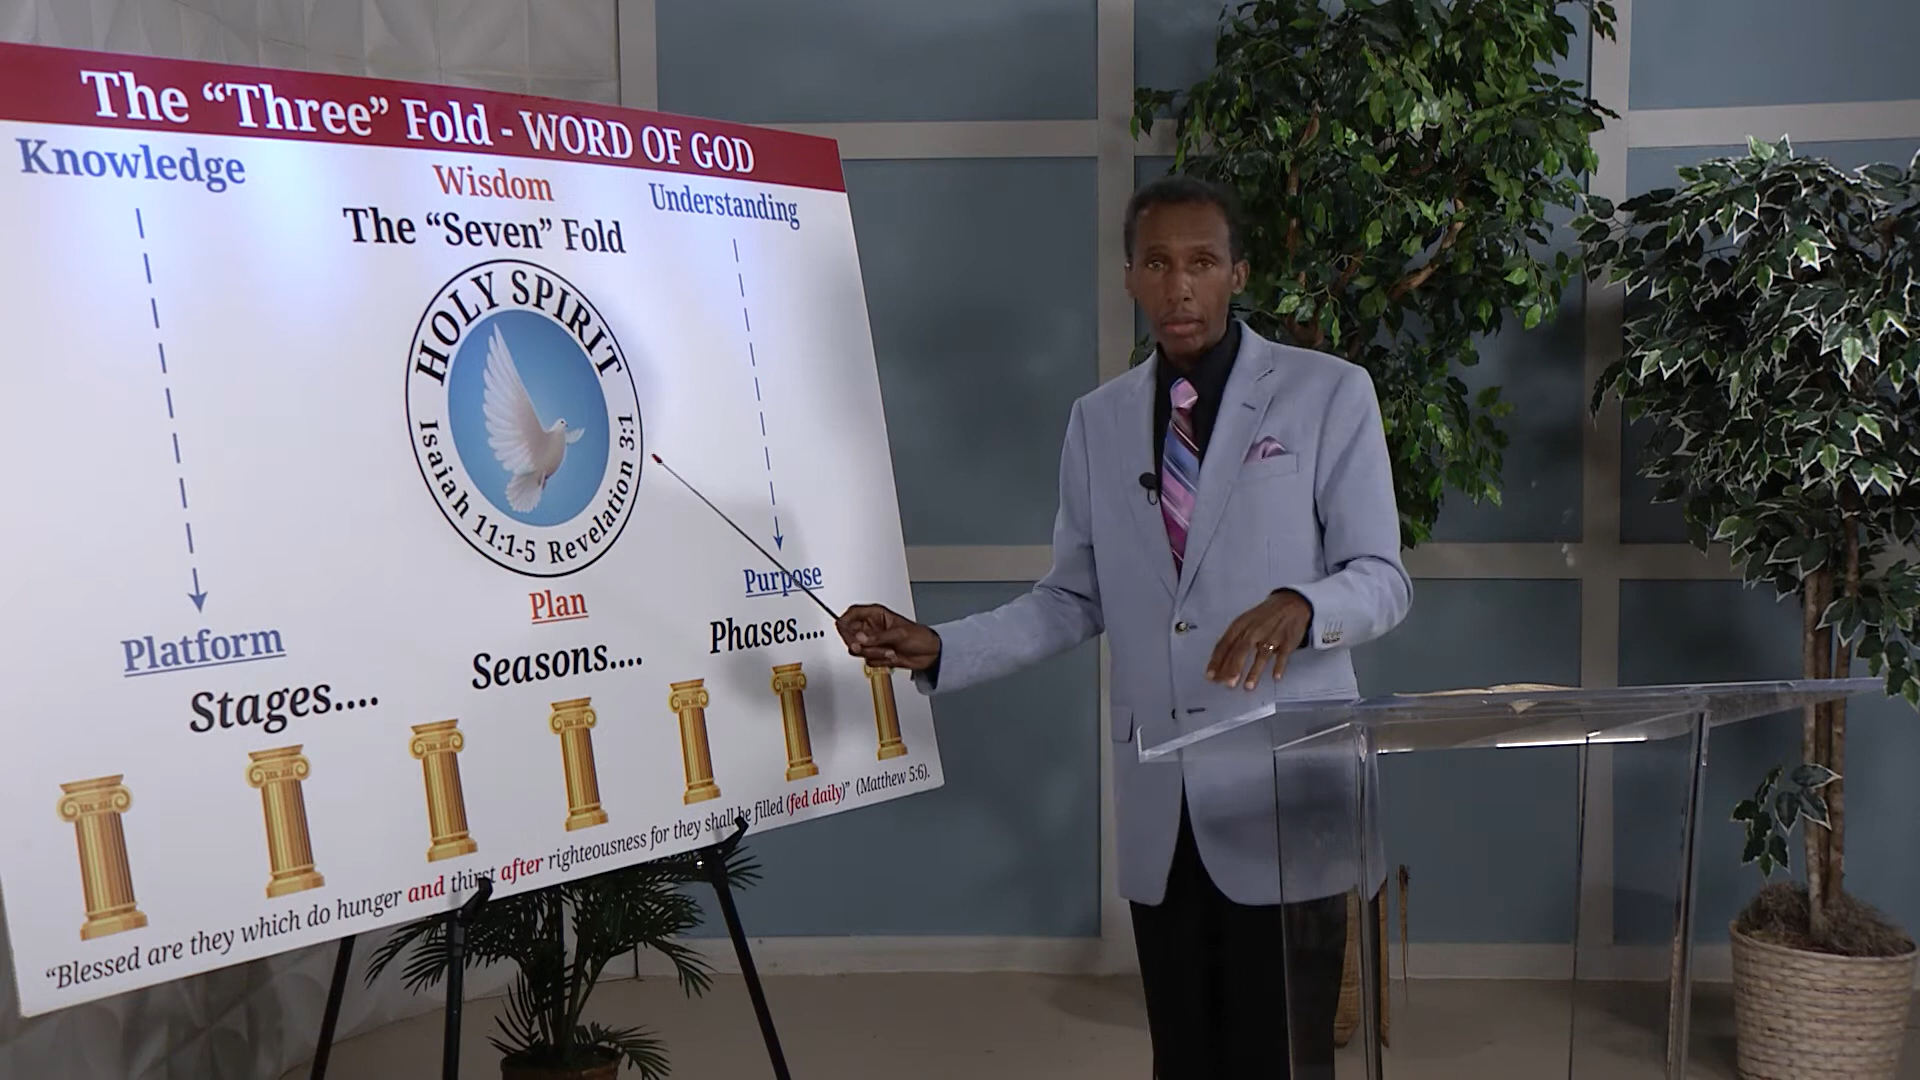 The “Three” Fold - WORD OF GOD
Knowledge
Wisdom
Understanding
The “Seven” Fold
HOLY SPIRIT
Isaiah 11:1-5 Revelation 3:1
Platform
Plan
Purpose
Stages....
Seasons....
Phases....
“Blessed are they which do hunger and thirst after righteousness for they shall be filled (fed daily)” (Matthew 5:6).